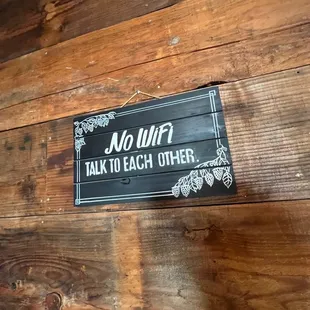 No WiFi
TALK TO EACH OTHER.